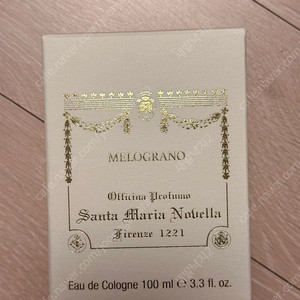 MELOGRANO
Officina Profumo
Santa Maria Novella
Firenze 1221
Eau de Cologne 100 ml ℮ 3.3 fl. oz.